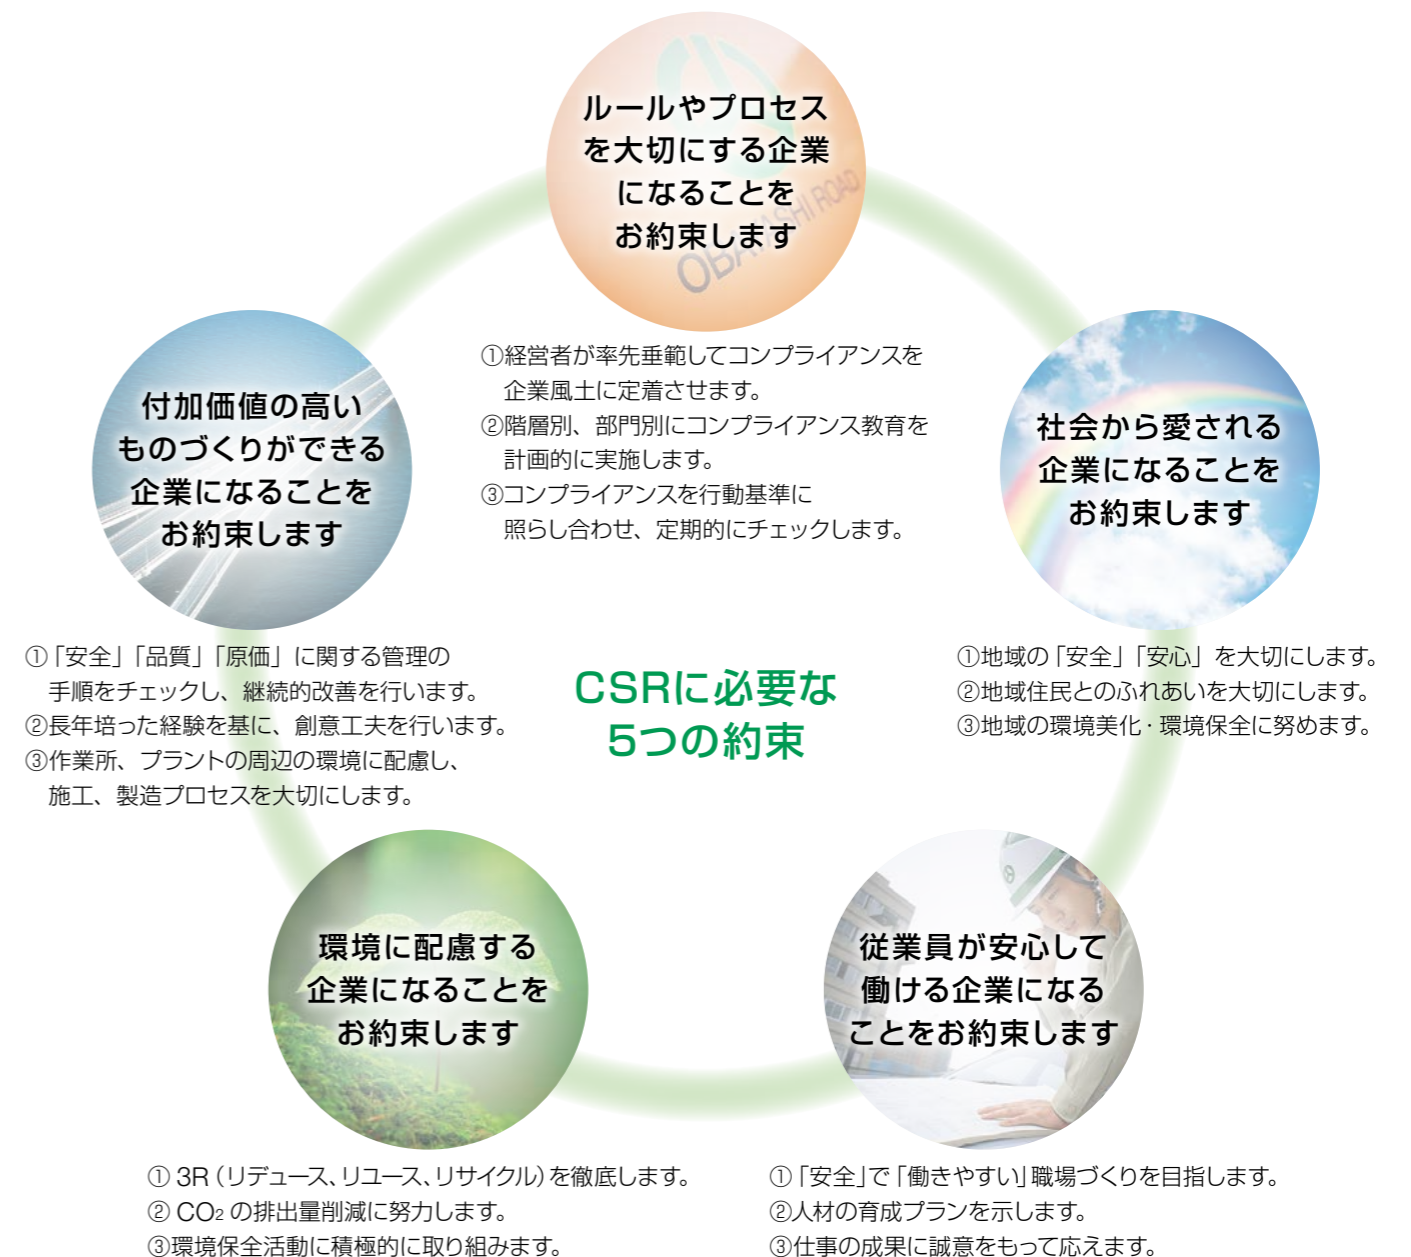 ルールやプロセス
を大切にする企業
になることを
お約束します
OBAYASHI ROAD
①経営者が率先垂範してコンプライアンスを
企業風土に定着させます。
②階層別、部門別にコンプライアンス教育を
計画的に実施します。
③コンプライアンスを行動基準に
照らし合わせ、定期的にチェックします。
付加価値の高い
ものづくりができる
企業になることを
お約束します
①「安全」「品質」「原価」に関する管理の
手順をチェックし、継続的改善を行います。
②長年培った経験を基に、創意工夫を行います。
③作業所、プラントの周辺の環境に配慮し、
施工、製造プロセスを大切にします。
社会から愛される
企業になることを
お約束します
①地域の「安全」「安心」を大切にします。
②地域住民とのふれあいを大切にします。
③地域の環境美化・環境保全に努めます。
CSRに必要な
5つの約束
環境に配慮する
企業になることを
お約束します
① 3R（リデュース、リユース、リサイクル）を徹底します。
② CO₂ の排出量削減に努力します。
③環境保全活動に積極的に取り組みます。
従業員が安心して
働ける企業になる
ことをお約束します
①「安全」で「働きやすい」職場づくりを目指します。
②人材の育成プランを示します。
③仕事の成果に誠意をもって応えます。